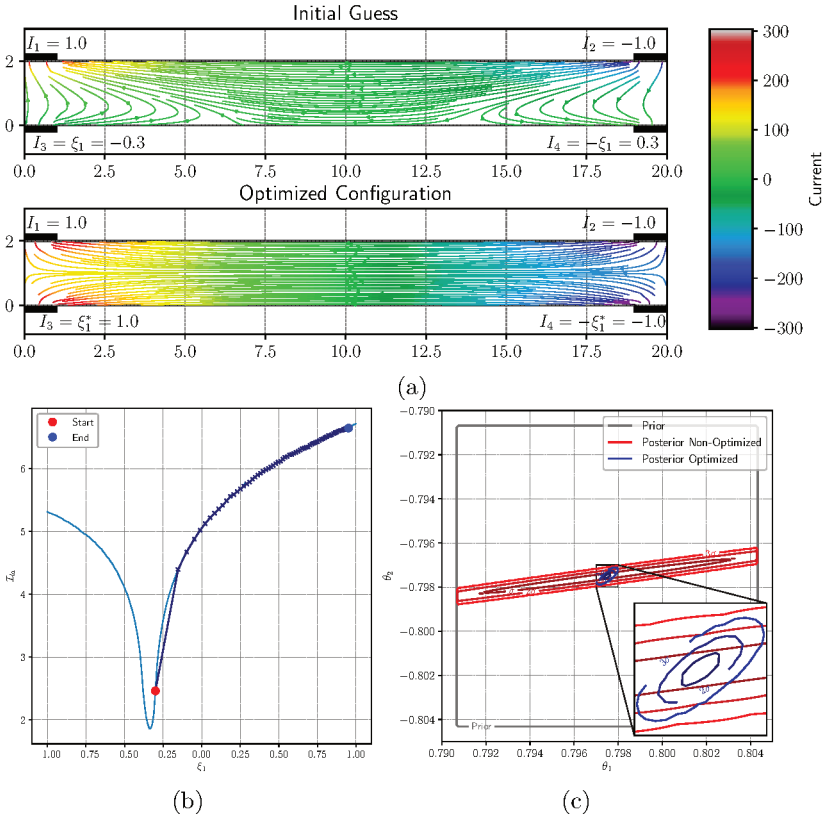 Initial Guess
I₁ = 1.0 I₂ = −1.0
2
0
I₃ = ξ₁ = −0.3 I₄ = −ξ₁ = 0.3
0.0 2.5 5.0 7.5 10.0 12.5 15.0 17.5 20.0
Optimized Configuration
I₁ = 1.0 I₂ = −1.0
2
0
I₃ = ξ₁* = 1.0 I₄ = −ξ₁* = −1.0
0.0 2.5 5.0 7.5 10.0 12.5 15.0 17.5 20.0
300
200
100
0
−100
−200
−300
Current
(a)
Start
End
6
5
4
3
2
1.00 0.75 0.50 0.25 0.00 0.25 0.50 0.75 1.00
ξ₁
(b)
−0.790
−0.792
−0.794
−0.796
−0.798
−0.800
−0.802
−0.804
θ₂
Prior
Posterior Non-Optimized
Posterior Optimized
3σ
3σ
2σ
Prior
0.790 0.792 0.794 0.796 0.798 0.800 0.802 0.804
θ₁
(c)